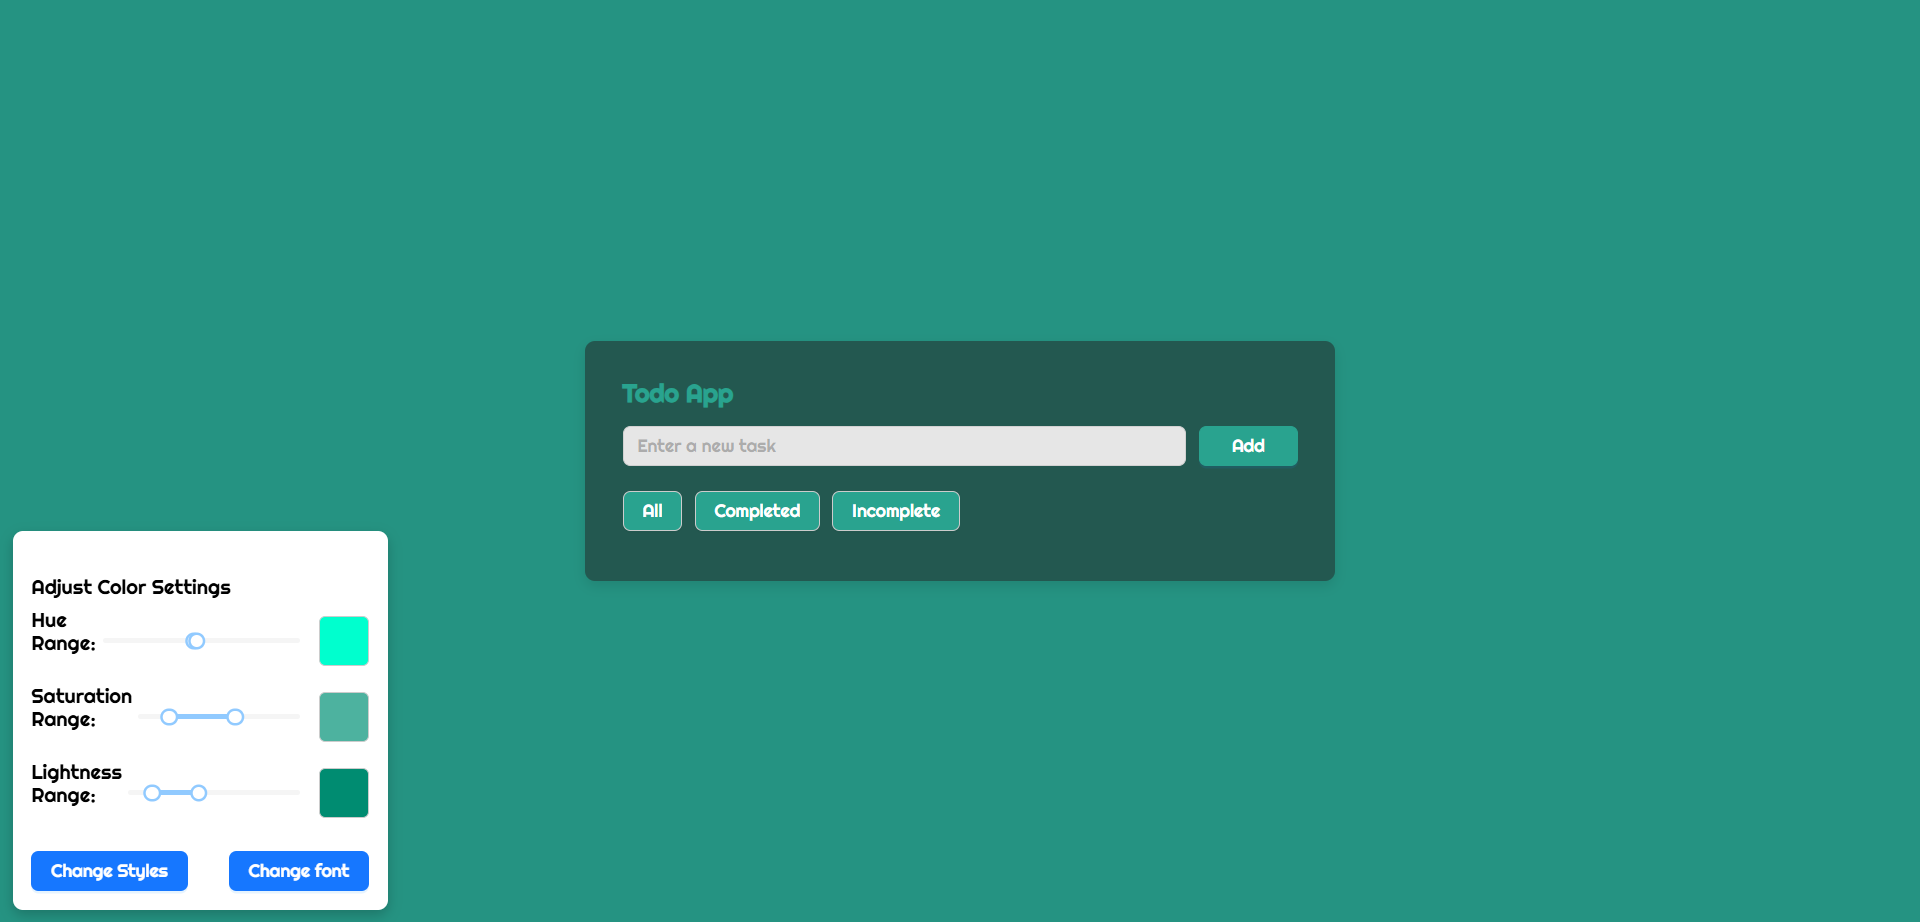 Todo App
Enter a new task
Add
All
Completed
Incomplete
Adjust Color Settings
Hue
Range:
Saturation
Range:
Lightness
Range:
Change Styles
Change font